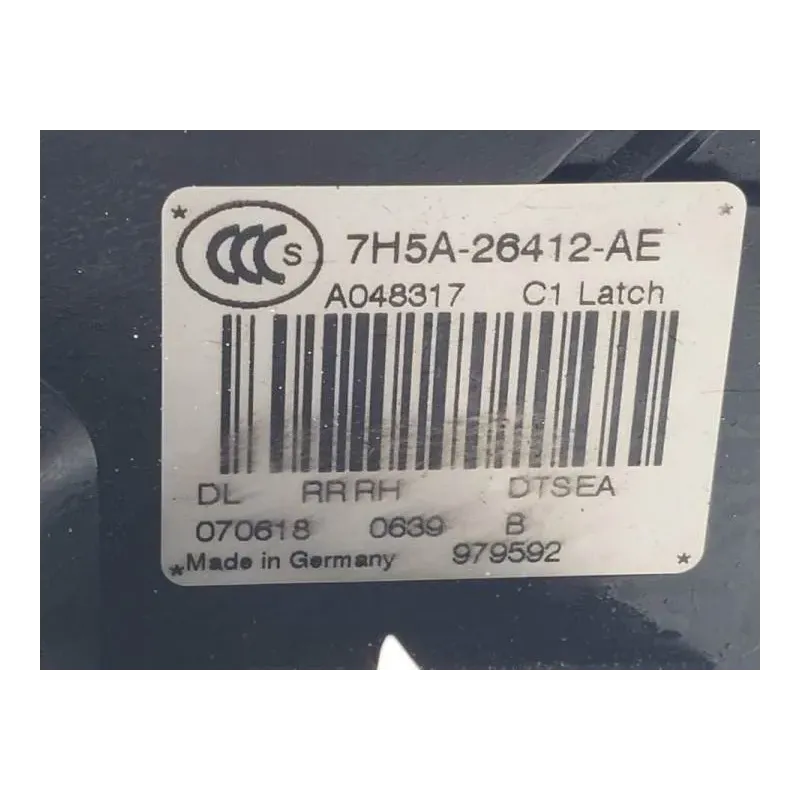 CCC S 7H5A-26412-AE
A048317 C1 Latch
DL RR RH DTSEA
070618 0639 B
*Made in Germany 979592 *